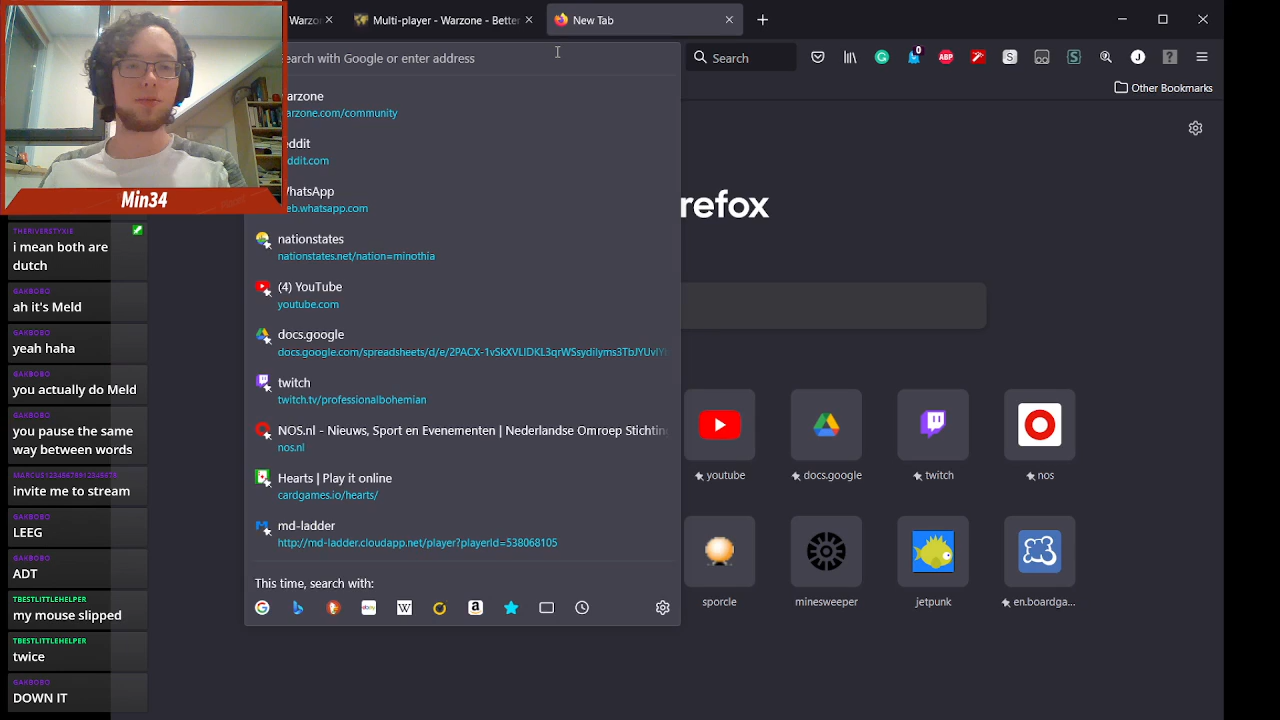 Warzo
Multi-player - Warzone - Better
New Tab
earch with Google or enter address
Search
0
ABP
S
S
J
?
Other Bookmarks
arzone
arzone.com/community
eddit
eddit.com
WhatsApp
eb.whatsapp.com
nationstates
nationstates.net/nation=minothia
(4) YouTube
youtube.com
docs.google
twitch
twitch.tv/professionalbohemian
NOS.nl - Nieuws, Sport en Evenementen | Nederlandse Omroep Stichtin
nos.nl
Hearts | Play it online
cardgames.io/hearts/
md-ladder
http://md-ladder.cloudapp.net/player?playerId=538068105
This time, search with:
refox
youtube
docs.google
twitch
nos
sporcle
minesweeper
jetpunk
en.boardga...
Min34
THERIVERSTYXIE
i mean both are
dutch
GAKBOBO
ah it's Meld
GAKBOBO
yeah haha
GAKBOBO
you actually do Meld
GAKBOBO
you pause the same
way between words
MARCUS12345678912345678
invite me to stream
GAKBOBO
LEEG
GAKBOBO
ADT
TBESTLITTLEHELPER
my mouse slipped
TBESTLITTLEHELPER
twice
GAKBOBO
DOWN IT